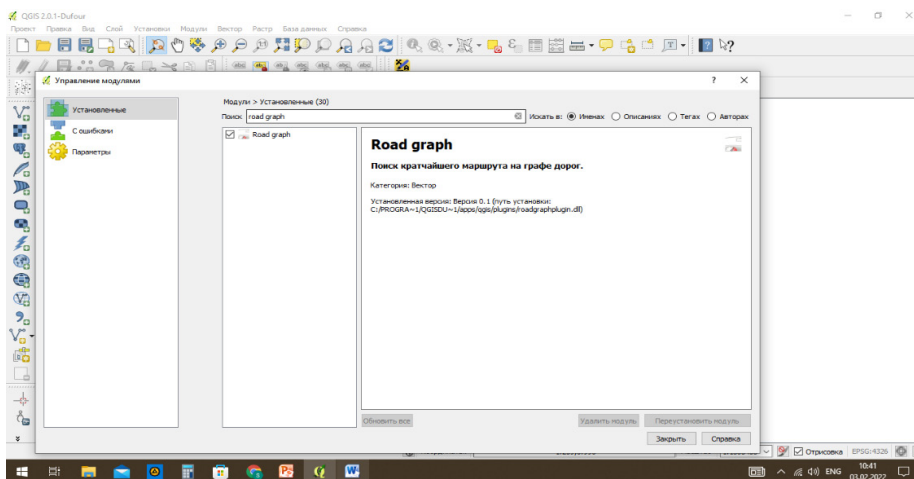 QGIS 2.0.1-Dufour
Проект Правка Вид Слой Установки Модули Вектор Растр База данных Справка
Управление модулями
Установленные
С ошибками
Параметры
Модули > Установленные (30)
Поиск road graph
Искать в: Именах Описаниях Тегах Авторах
Road graph
Road graph
Поиск кратчайшего маршрута на графе дорог.
Категория: Вектор
Установленная версия: Версия 0.1 (путь установки:
C:/PROGRA~1/QGISDU~1/apps/qgis/plugins/roadgraphplugin.dll)
Обновить все Удалить модуль Переустановить модуль
Закрыть Справка
Отрисовка EPSG:4326
ENG 10:41
03.02.2022